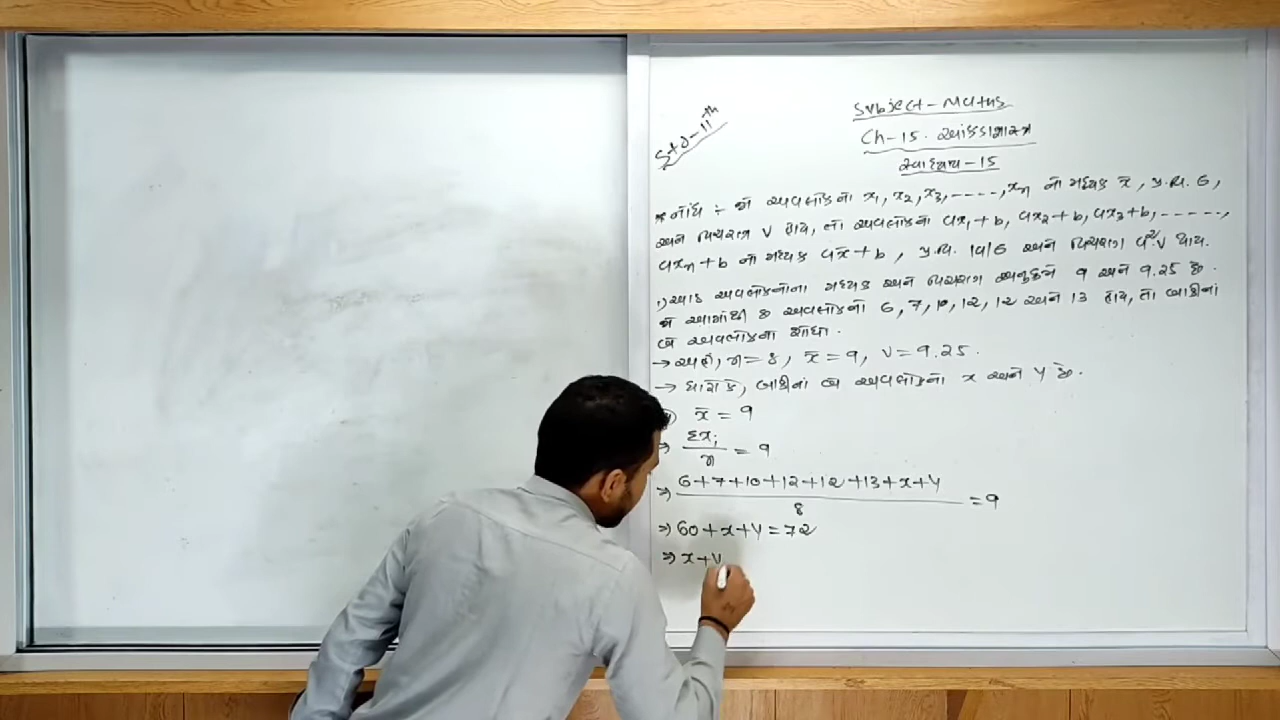 Std-11th
Subject-Maths
Ch-15. આંકડાશાસ્ત્ર
સ્વાધ્યાય-15
* નોંધ :- જો અવલોકનો x₁, x₂, x₃, -----, xₙ નો મધ્યક x̄, પ્ર.વિ. σ,
અને વિચરણ V હોય, તો અવલોકનો ax₁+b, ax₂+b, ax₃+b, -----,
axₙ+b નો મધ્યક ax̄+b, પ્ર.વિ. |a|σ અને વિચરણ a²V થાય.
1.) આઠ અવલોકનોના મધ્યક અને વિચરણ અનુક્રમે 9 અને 9.25 છે.
જો આમાંથી છ અવલોકનો 6, 7, 10, 12, 12 અને 13 હોય, તો બાકીના
બે અવલોકનો શોધો.
→ અહીં, n=8, x̄=9, V=9.25.
→ ધારો કે, બાકીનાં બે અવલોકનો x અને y છે.
x̄ = 9
⇒ Σxᵢ/n = 9
⇒ (6+7+10+12+12+13+x+y)/8 = 9
⇒ 60+x+y=72
⇒ x+y